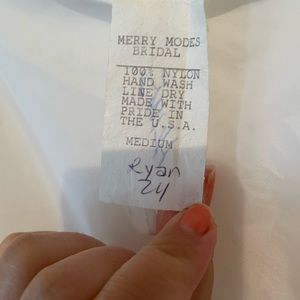 MERRY MODES
BRIDAL
100% NYLON
HAND WASH
LINE DRY
MADE WITH
PRIDE IN
THE U.S.A.
MEDIUM
Ryan
24